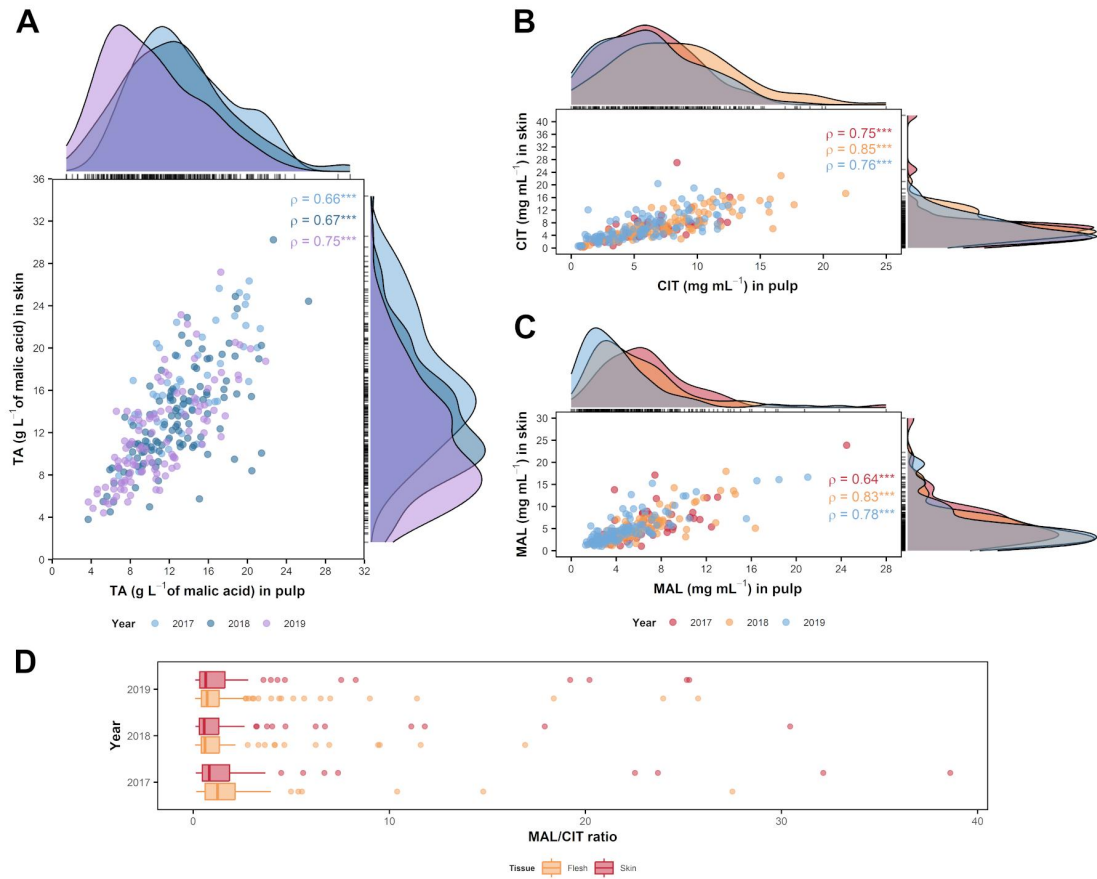 A
36
32
28
24
20
16
12
8
4
0
TA (g L⁻¹ of malic acid) in skin
ρ = 0.66***
ρ = 0.67***
ρ = 0.75***
0 4 8 12 16 20 24 28 32
TA (g L⁻¹of malic acid) in pulp
Year 2017 2018 2019
B
40
36
32
28
24
20
16
12
8
4
0
CIT (mg mL⁻¹) in skin
ρ = 0.75***
ρ = 0.85***
ρ = 0.76***
0 5 10 15 20 25
CIT (mg mL⁻¹) in pulp
C
30
25
20
15
10
5
0
MAL (mg mL⁻¹) in skin
ρ = 0.64***
ρ = 0.83***
ρ = 0.78***
0 4 8 12 16 20 24 28
MAL (mg mL⁻¹) in pulp
Year 2017 2018 2019
D
Year
2019
2018
2017
0 10 20 30 40
MAL/CIT ratio
Tissue Flesh Skin